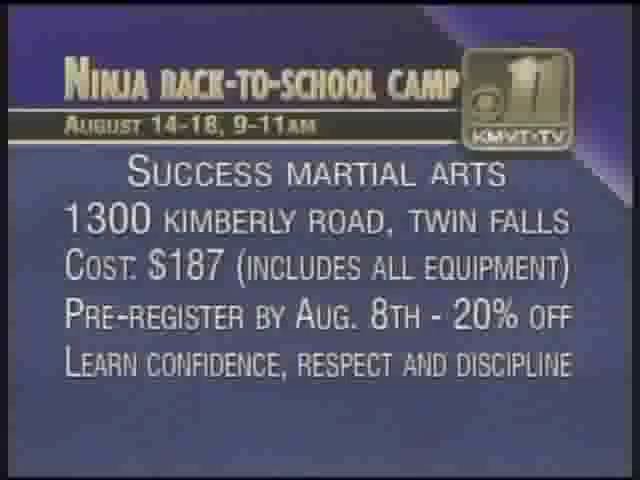 NINJA BACK-TO-SCHOOL CAMP
AUGUST 14-18, 9-11AM
11
KMVT-TV
SUCCESS MARTIAL ARTS
1300 KIMBERLY ROAD, TWIN FALLS
COST: $187 (INCLUDES ALL EQUIPMENT)
PRE-REGISTER BY AUG. 8TH - 20% OFF
LEARN CONFIDENCE, RESPECT AND DISCIPLINE